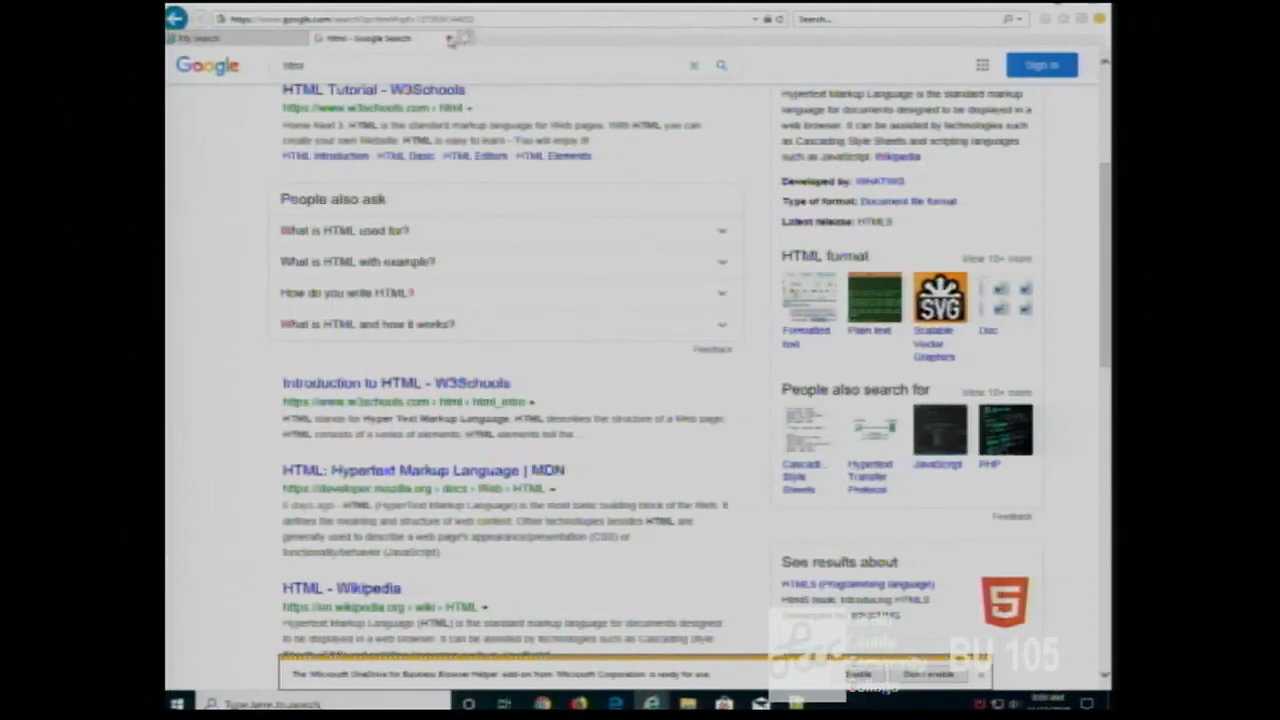 Search...
My Search
html - Google Search
Google
html
Sign in
HTML Tutorial - W3Schools
https://www.w3schools.com › html
Home Next ❯. HTML is the standard markup language for Web pages. With HTML you can
create your own Website. HTML is easy to learn - You will enjoy it!
HTML Introduction · HTML Basic · HTML Editors · HTML Elements
People also ask
What is HTML used for?
What is HTML with example?
How do you write HTML?
What is HTML and how it works?
Feedback
Introduction to HTML - W3Schools
https://www.w3schools.com › html › html_intro
HTML stands for Hyper Text Markup Language. HTML describes the structure of a Web page;
HTML consists of a series of elements; HTML elements tell the ...
HTML: Hypertext Markup Language | MDN
https://developer.mozilla.org › docs › Web › HTML
6 days ago - HTML (HyperText Markup Language) is the most basic building block of the Web. It
defines the meaning and structure of web content. Other technologies besides HTML are
generally used to describe a web page's appearance/presentation (CSS) or
functionality/behavior (JavaScript).
HTML - Wikipedia
https://en.wikipedia.org › wiki › HTML
Hypertext Markup Language (HTML) is the standard markup language for documents designed
to be displayed in a web browser. It can be assisted by technologies such as Cascading Style
Hypertext Markup Language is the standard markup
language for documents designed to be displayed in a
web browser. It can be assisted by technologies such
as Cascading Style Sheets and scripting languages
such as JavaScript. Wikipedia
Developed by: WHATWG
Type of format: Document file format
Latest release: HTML5
HTML format
View 10+ more
Formatted text
Plain text
SVG
Scalable Vector Graphics
Doc
People also search for
View 10+ more
Cascadi... Style Sheets
Hypertext Transfer Protocol
JavaScript
PHP
Feedback
See results about
HTML5 (Programming language)
Html5 book: Introducing HTML5
Developed by:
5
BU 105
The 'Microsoft OneDrive for Business Browser Helper' add-on from 'Microsoft Corporation' is ready for use.
Enable
Don't enable
Type here to search